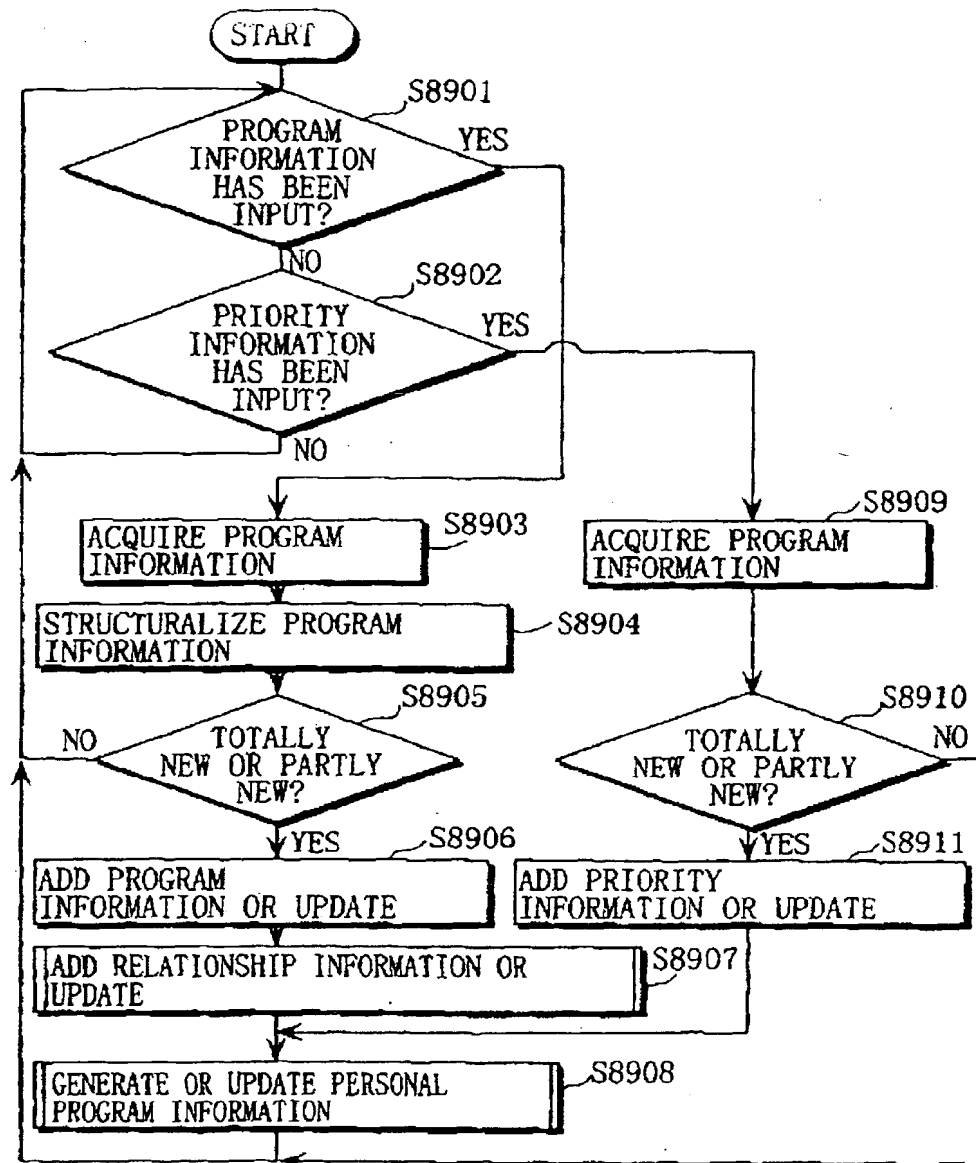 START
S8901
PROGRAM
INFORMATION
HAS BEEN
INPUT?
YES
NO
S8902
PRIORITY
INFORMATION
HAS BEEN
INPUT?
YES
NO
ACQUIRE PROGRAM
INFORMATION
S8903
STRUCTURALIZE PROGRAM
INFORMATION
S8904
S8905
TOTALLY
NEW OR PARTLY
NEW?
NO
YES
S8906
ADD PROGRAM
INFORMATION OR UPDATE
ADD RELATIONSHIP INFORMATION OR
UPDATE
S8907
GENERATE OR UPDATE PERSONAL
PROGRAM INFORMATION
S8908
S8909
ACQUIRE PROGRAM
INFORMATION
S8910
TOTALLY
NEW OR PARTLY
NEW?
NO
YES
S8911
ADD PRIORITY
INFORMATION OR UPDATE